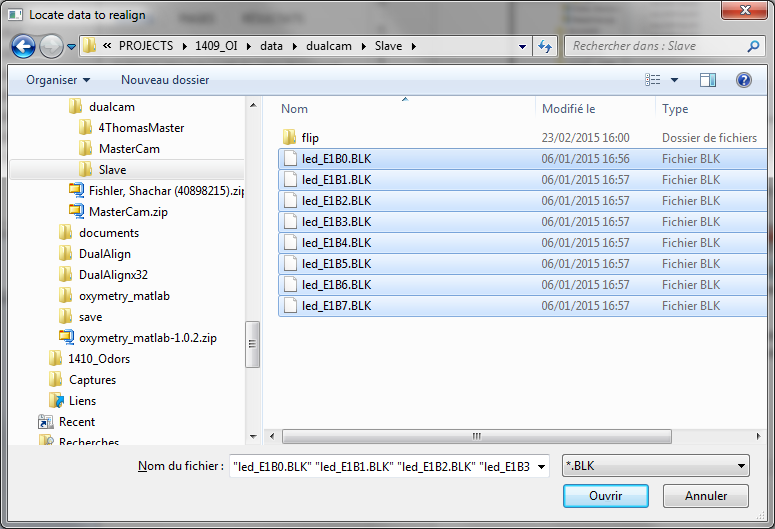 Locate data to realign
« PROJECTS ▸ 1409_OI ▸ data ▸ dualcam ▸ Slave ▸
Rechercher dans : Slave
Organiser ▾ Nouveau dossier
dualcam
4ThomasMaster
MasterCam
Slave
Fishler, Shachar (40898215).zip
MasterCam.zip
documents
DualAlign
DualAlignx32
oxymetry_matlab
save
oxymetry_matlab-1.0.2.zip
1410_Odors
Captures
Liens
Recent
Recherches
Nom Modifié le Type
flip 23/02/2015 16:00 Dossier de fichiers
led_E1B0.BLK 06/01/2015 16:56 Fichier BLK
led_E1B1.BLK 06/01/2015 16:57 Fichier BLK
led_E1B2.BLK 06/01/2015 16:57 Fichier BLK
led_E1B3.BLK 06/01/2015 16:57 Fichier BLK
led_E1B4.BLK 06/01/2015 16:57 Fichier BLK
led_E1B5.BLK 06/01/2015 16:57 Fichier BLK
led_E1B6.BLK 06/01/2015 16:57 Fichier BLK
led_E1B7.BLK 06/01/2015 16:57 Fichier BLK
Nom du fichier : "led_E1B0.BLK" "led_E1B1.BLK" "led_E1B2.BLK" "led_E1B3 *.BLK
Ouvrir Annuler